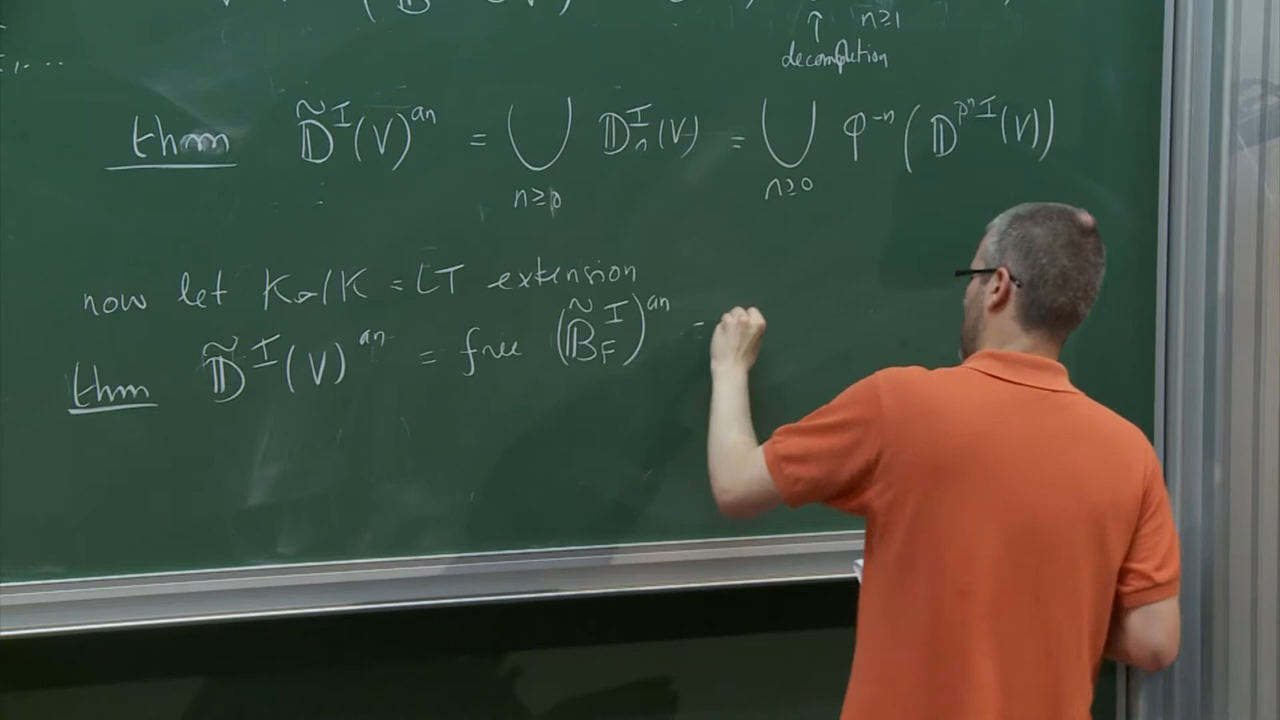 n≥1
decompletion
thm D̃^I(V)^an = ⋃_{n≥0} D_n^I(V) = ⋃_{n≥0} φ^{-n}(D^{p^n I}(V))
now let K∞/K = LT extension
thm D̃^I(V)^an = free (B̃_F^I)^an =